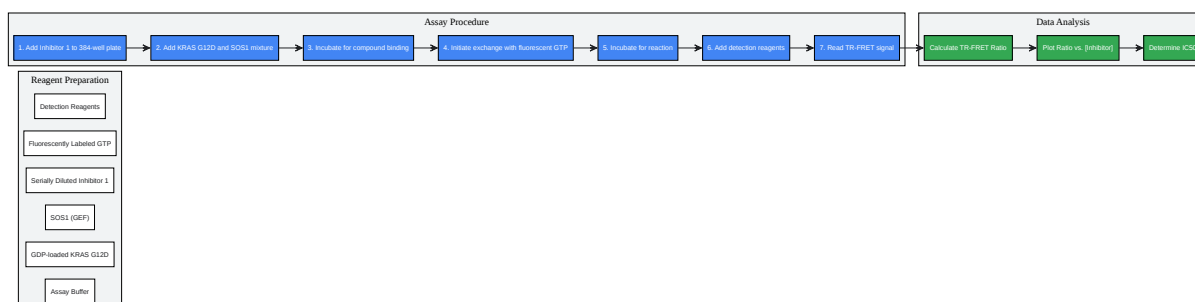 Assay Procedure
1. Add Inhibitor 1 to 384-well plate
2. Add KRAS G12D and SOS1 mixture
3. Incubate for compound binding
4. Initiate exchange with fluorescent GTP
5. Incubate for reaction
6. Add detection reagents
7. Read TR-FRET signal
Data Analysis
Calculate TR-FRET Ratio
Plot Ratio vs. [Inhibitor]
Determine IC50
Reagent Preparation
Detection Reagents
Fluorescently Labeled GTP
Serially Diluted Inhibitor 1
SOS1 (GEF)
GDP-loaded KRAS G12D
Assay Buffer